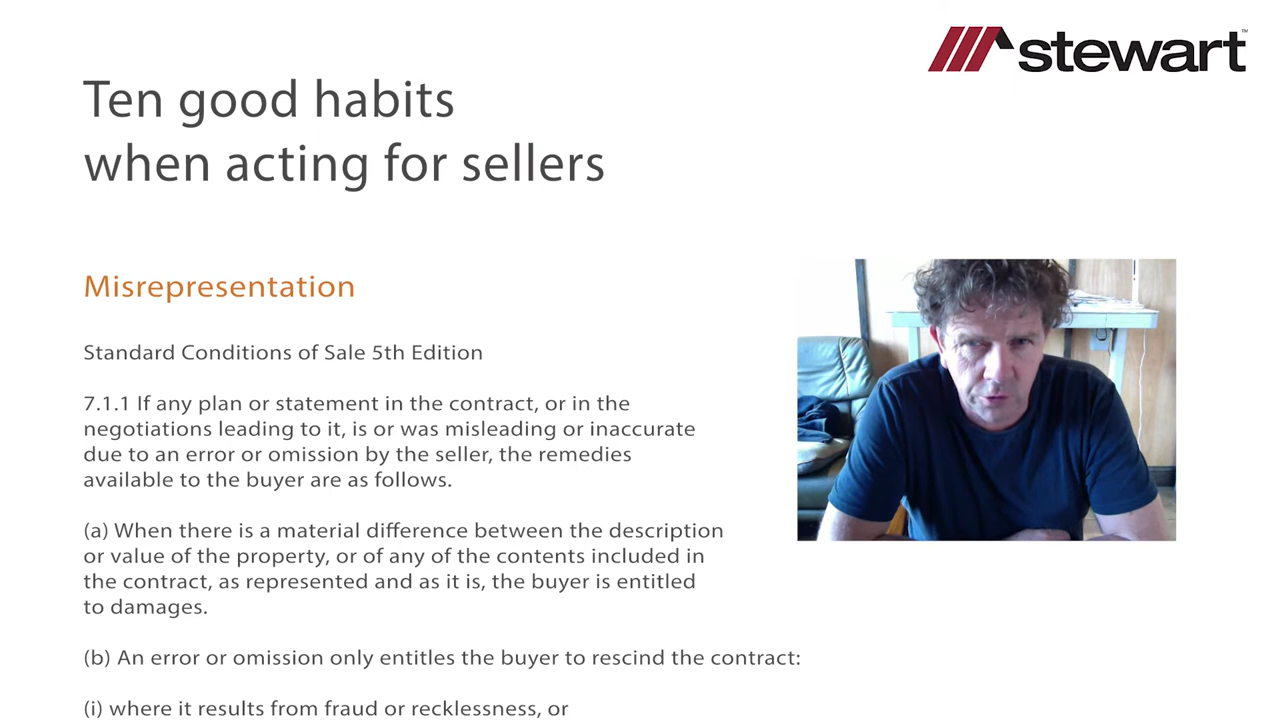 stewart™
Ten good habits
when acting for sellers
Misrepresentation
Standard Conditions of Sale 5th Edition
7.1.1 If any plan or statement in the contract, or in the
negotiations leading to it, is or was misleading or inaccurate
due to an error or omission by the seller, the remedies
available to the buyer are as follows.
(a) When there is a material difference between the description
or value of the property, or of any of the contents included in
the contract, as represented and as it is, the buyer is entitled
to damages.
(b) An error or omission only entitles the buyer to rescind the contract:
(i) where it results from fraud or recklessness, or